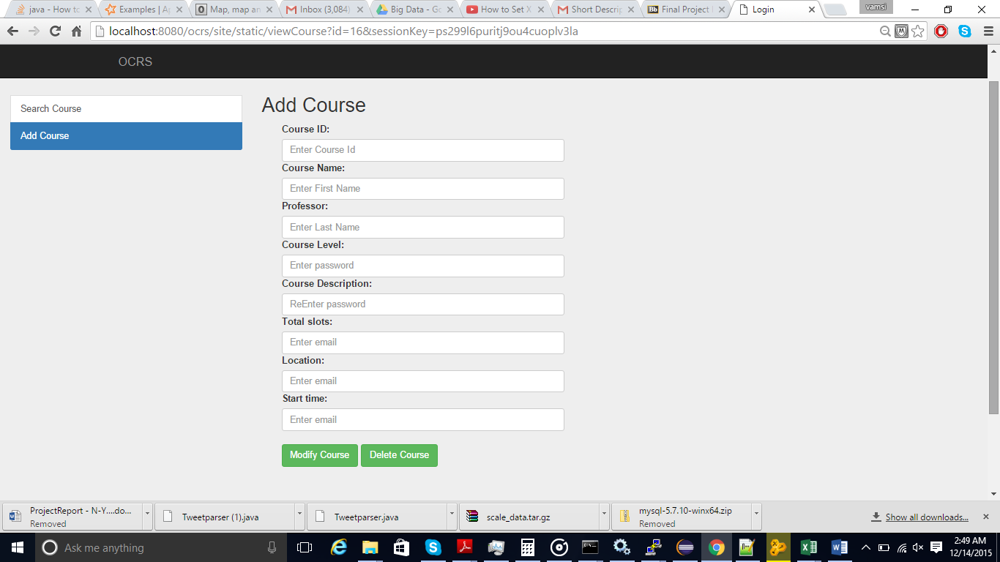 java - How to
Examples | Ap
Map, map an
Inbox (3,084)
Big Data - Go
How to Set X
Short Descrip
Final Project
Login
vamsi
localhost:8080/ocrs/site/static/viewCourse?id=16&sessionKey=ps299l6puritj9ou4cuoplv3la
OCRS
Search Course
Add Course
Add Course
Course ID:
Enter Course Id
Course Name:
Enter First Name
Professor:
Enter Last Name
Course Level:
Enter password
Course Description:
ReEnter password
Total slots:
Enter email
Location:
Enter email
Start time:
Enter email
Modify Course Delete Course
ProjectReport - N-Y....do...
Removed
Tweetparser (1).java
Tweetparser.java
scale_data.tar.gz
mysql-5.7.10-winx64.zip
Removed
Show all downloads...
Ask me anything
2:49 AM
12/14/2015